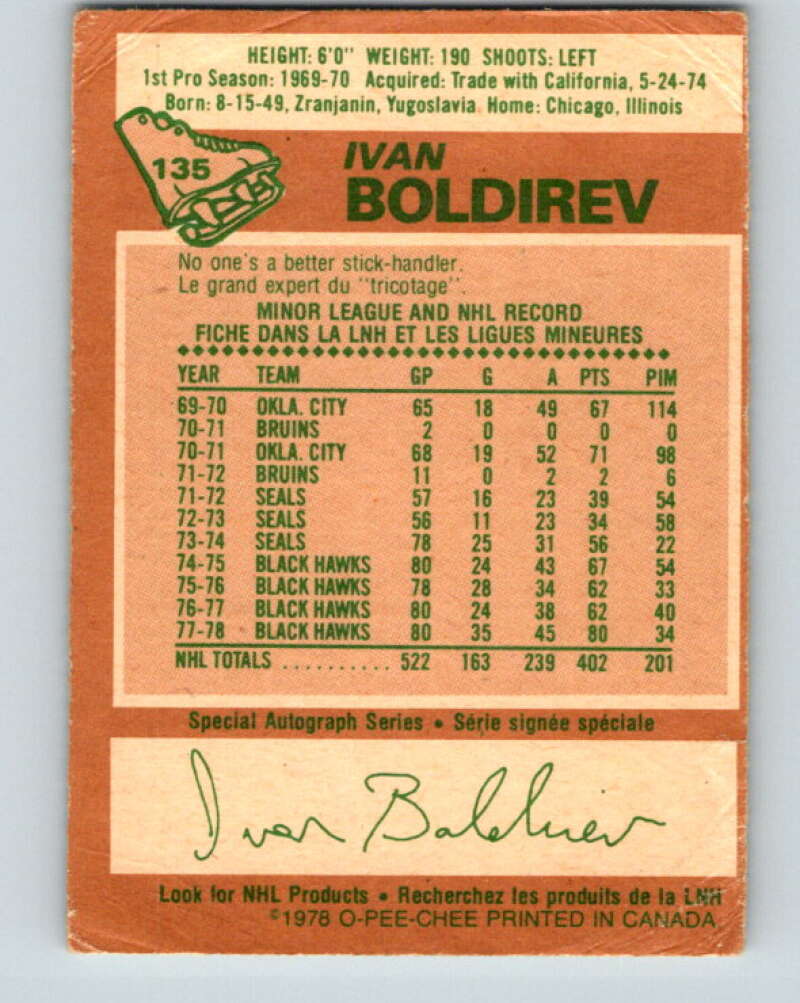 HEIGHT: 6'0" WEIGHT: 190 SHOOTS: LEFT
1st Pro Season: 1969-70 Acquired: Trade with California, 5-24-74
Born: 8-15-49, Zranjanin, Yugoslavia Home: Chicago, Illinois
135
IVAN
BOLDIREV
No one's a better stick-handler.
Le grand expert du "tricotage".
MINOR LEAGUE AND NHL RECORD
FICHE DANS LA LNH ET LES LIGUES MINEURES
YEAR TEAM GP G A PTS PIM
69-70 OKLA. CITY 65 18 49 67 114
70-71 BRUINS 2 0 0 0 0
70-71 OKLA. CITY 68 19 52 71 98
71-72 BRUINS 11 0 2 2 6
71-72 SEALS 57 16 23 39 54
72-73 SEALS 56 11 23 34 58
73-74 SEALS 78 25 31 56 22
74-75 BLACK HAWKS 80 24 43 67 54
75-76 BLACK HAWKS 78 28 34 62 33
76-77 BLACK HAWKS 80 24 38 62 40
77-78 BLACK HAWKS 80 35 45 80 34
NHL TOTALS .......... 522 163 239 402 201
Special Autograph Series • Série signée spéciale
Ivan Boldirev
Look for NHL Products • Recherchez les produits de la LNH
©1978 O-PEE-CHEE PRINTED IN CANADA